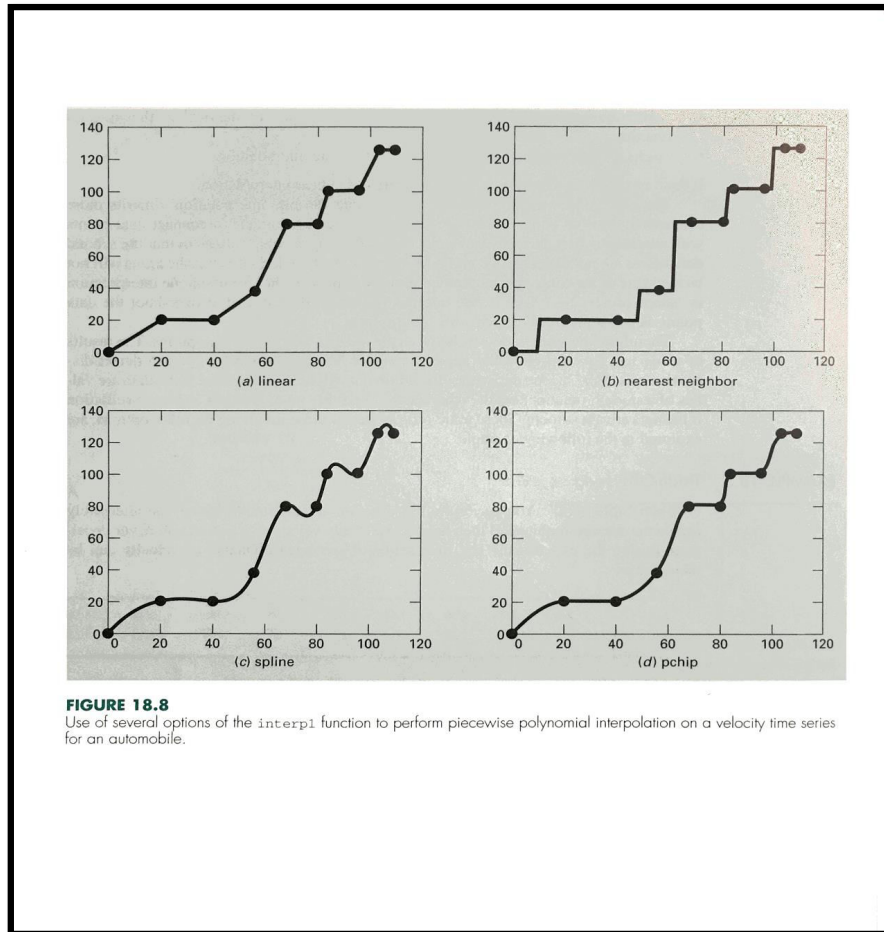 140
120
100
80
60
40
20
0
0 20 40 60 80 100 120
(a) linear
140
120
100
80
60
40
20
0
0 20 40 60 80 100 120
(b) nearest neighbor
140
120
100
80
60
40
20
0
0 20 40 60 80 100 120
(c) spline
140
120
100
80
60
40
20
0
0 20 40 60 80 100 120
(d) pchip
FIGURE 18.8
Use of several options of the interp1 function to perform piecewise polynomial interpolation on a velocity time series
for an automobile.